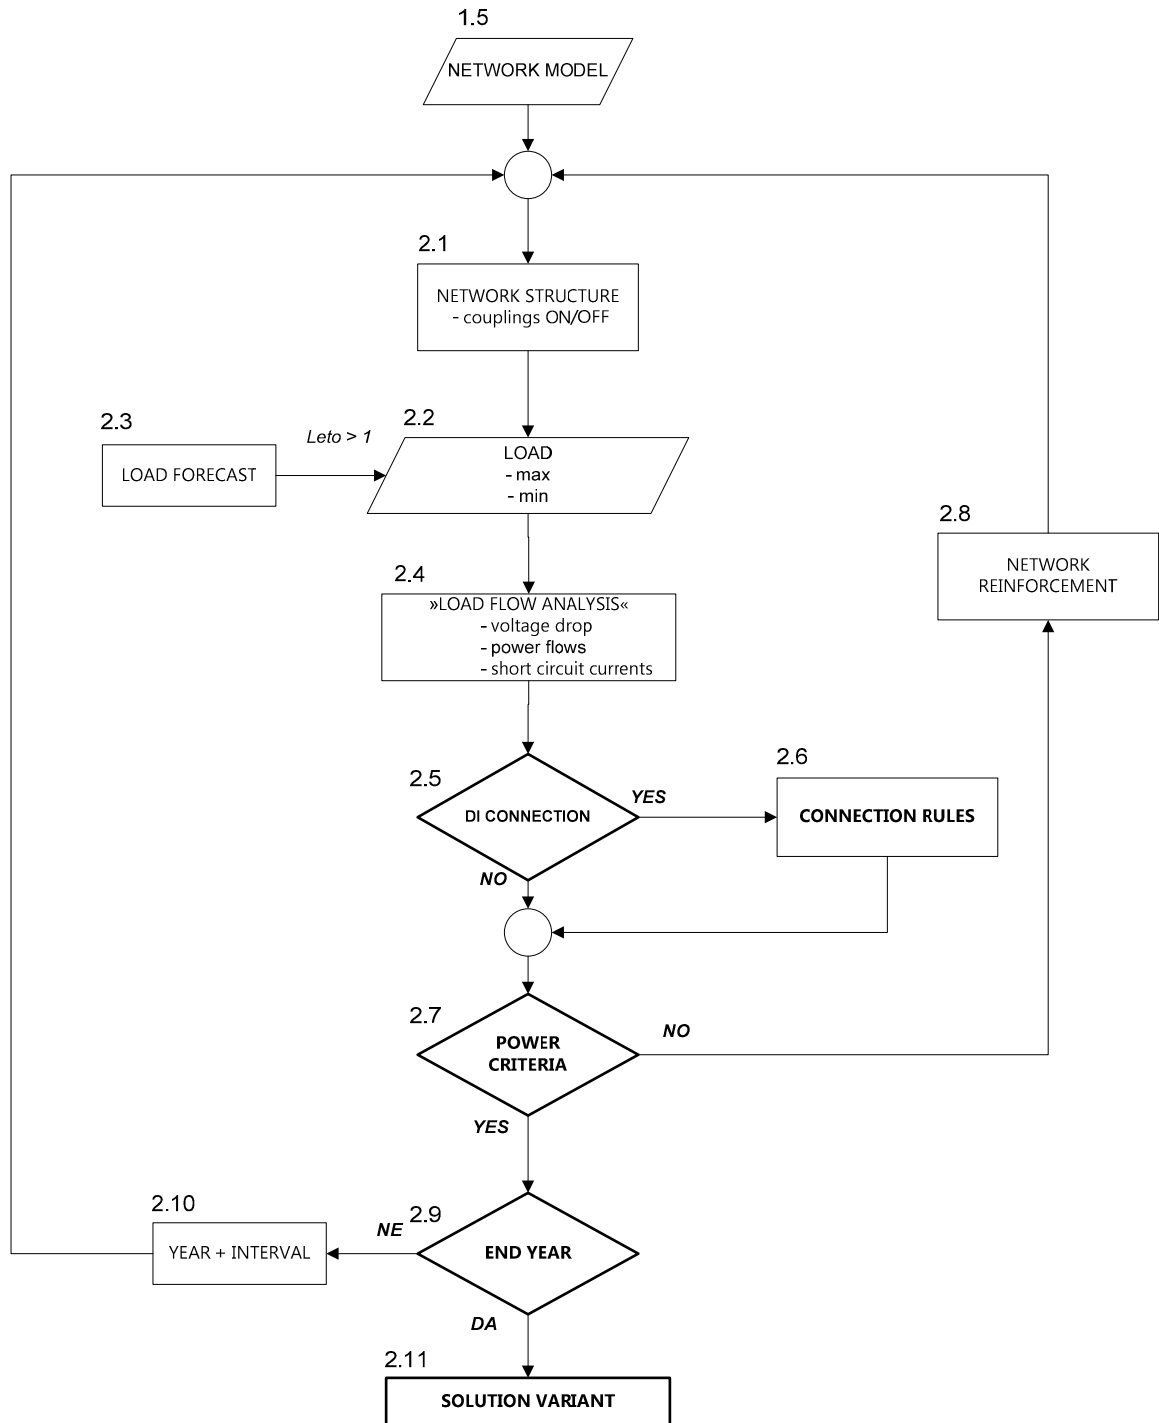 1.5
NETWORK MODEL
2.1
NETWORK STRUCTURE
- couplings ON/OFF
2.3
Leto > 1
2.2
LOAD FORECAST
LOAD
- max
- min
2.8
NETWORK
REINFORCEMENT
2.4
»LOAD FLOW ANALYSIS«
- voltage drop
- power flows
- short circuit currents
2.5
DI CONNECTION
YES
2.6
CONNECTION RULES
NO
2.7
POWER
CRITERIA
NO
YES
2.10
YEAR + INTERVAL
NE
2.9
END YEAR
DA
2.11
SOLUTION VARIANT